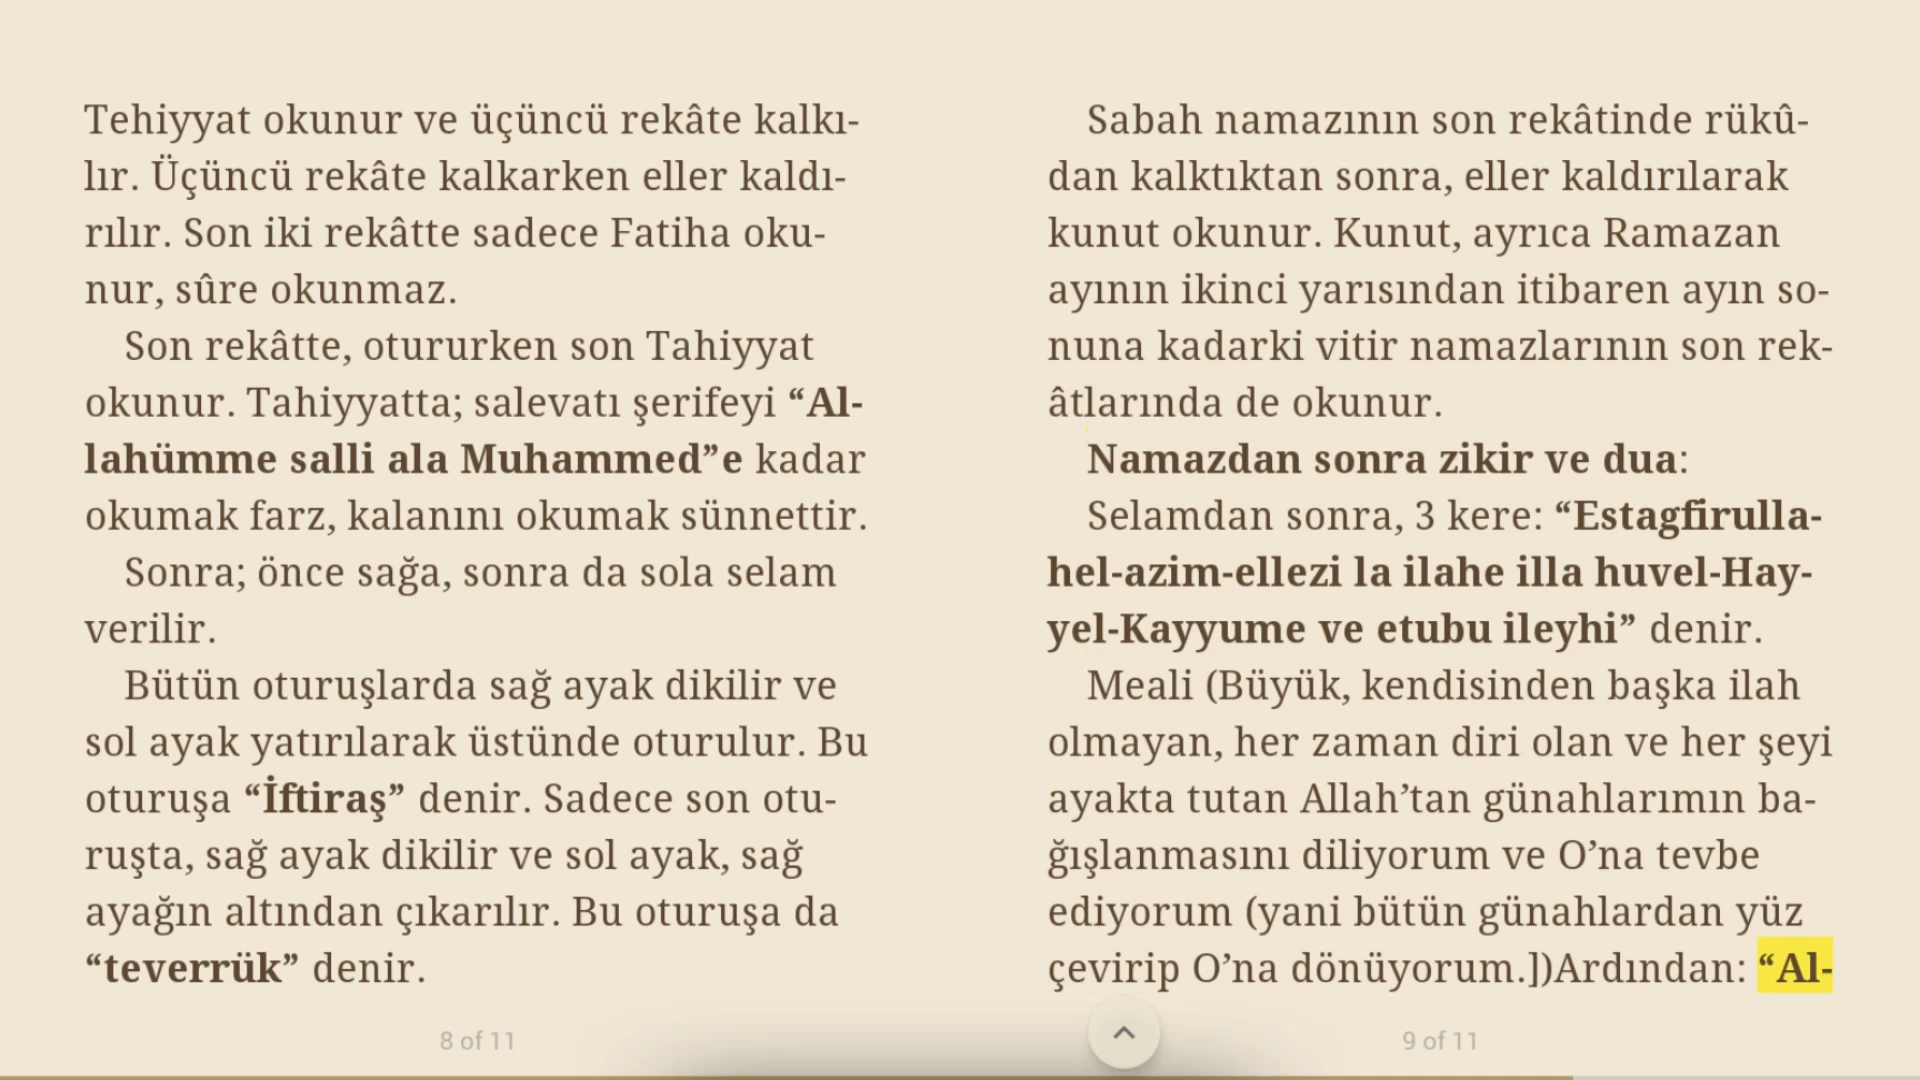 Tehiyyat okunur ve üçüncü rekâte kalkı-
lır. Üçüncü rekâte kalkarken eller kaldı-
rılır. Son iki rekâtte sadece Fatiha oku-
nur, sûre okunmaz.
Son rekâtte, otururken son Tahiyyat
okunur. Tahiyyatta; salevatı şerifeyi “Al-
lahümme salli ala Muhammed”e kadar
okumak farz, kalanını okumak sünnettir.
Sonra; önce sağa, sonra da sola selam
verilir.
Bütün oturuşlarda sağ ayak dikilir ve
sol ayak yatırılarak üstünde oturulur. Bu
oturuşa “İftiraş” denir. Sadece son otu-
ruşta, sağ ayak dikilir ve sol ayak, sağ
ayağın altından çıkarılır. Bu oturuşa da
“teverrük” denir.
8 of 11
Sabah namazının son rekâtinde rükû-
dan kalktıktan sonra, eller kaldırılarak
kunut okunur. Kunut, ayrıca Ramazan
ayının ikinci yarısından itibaren ayın so-
nuna kadarki vitir namazlarının son rek-
âtlarında de okunur.
Namazdan sonra zikir ve dua:
Selamdan sonra, 3 kere: “Estagfirulla-
hel-azim-ellezi la ilahe illa huvel-Hay-
yel-Kayyume ve etubu ileyhi” denir.
Meali (Büyük, kendisinden başka ilah
olmayan, her zaman diri olan ve her şeyi
ayakta tutan Allah’tan günahlarımın ba-
ğışlanmasını diliyorum ve O’na tevbe
ediyorum (yani bütün günahlardan yüz
çevirip O’na dönüyorum.])Ardından: “Al-
9 of 11